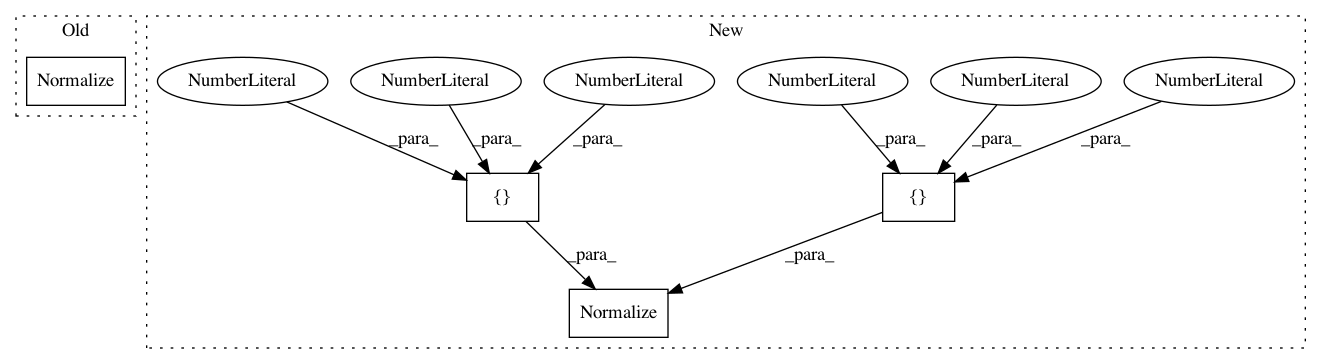 Old
New
Normalize
NumberLiteral
NumberLiteral
NumberLiteral
NumberLiteral
NumberLiteral
NumberLiteral
_para_
_para_
_para_
_para_
_para_
_para_
{}
{}
_para_
_para_
Normalize